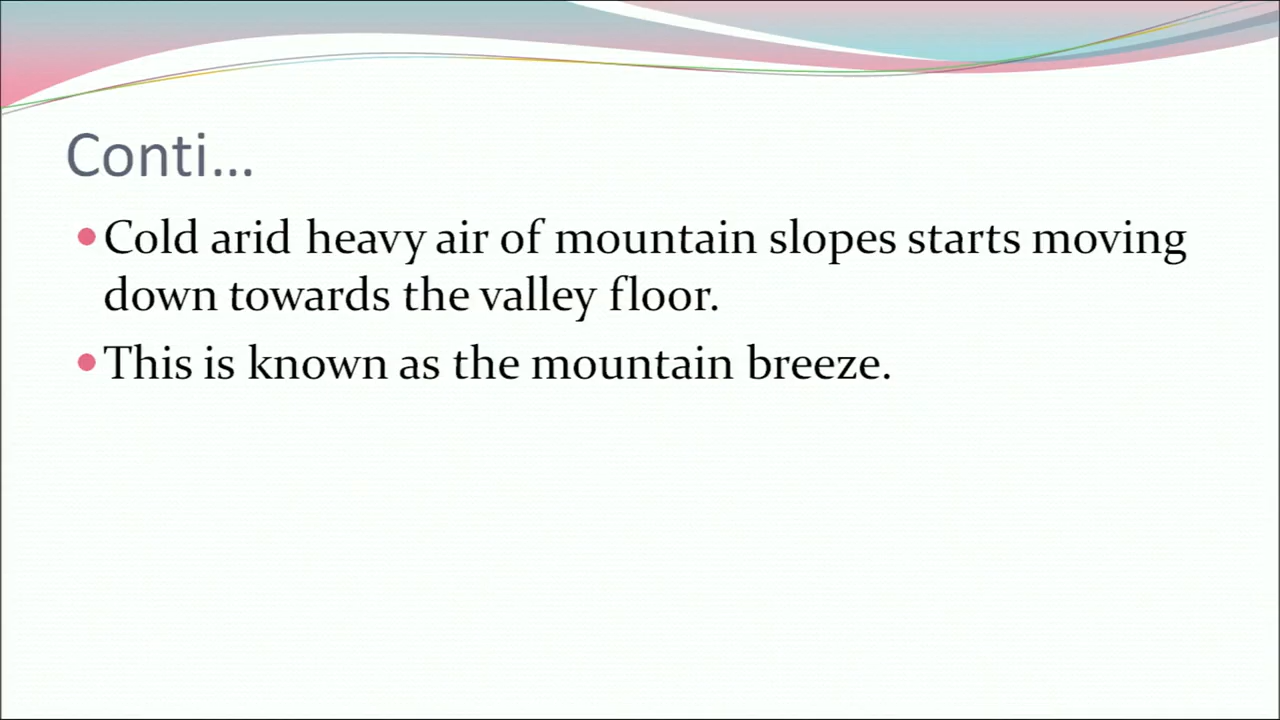 Conti...
•Cold arid heavy air of mountain slopes starts moving
down towards the valley floor.
•This is known as the mountain breeze.